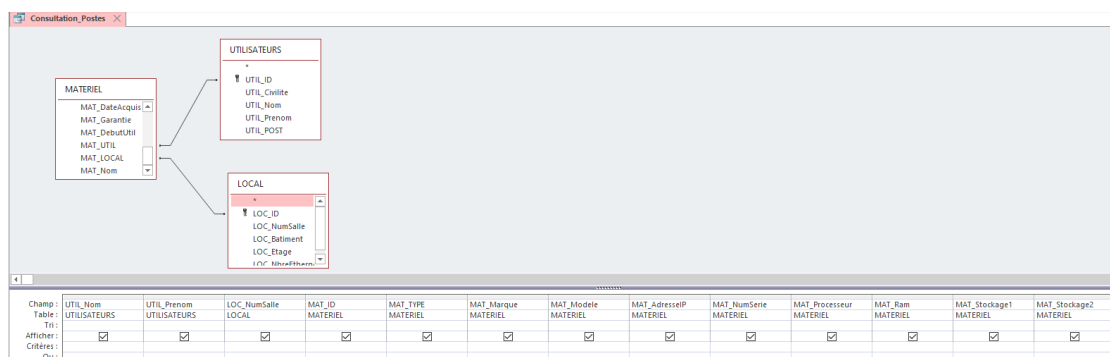 Consultation_Postes
UTILISATEURS
*
UTIL_ID
UTIL_Civilite
UTIL_Nom
UTIL_Prenom
UTIL_POST
MATERIEL
MAT_DateAcquis
MAT_Garantie
MAT_DebutUtil
MAT_UTIL
MAT_LOCAL
MAT_Nom
LOCAL
*
LOC_ID
LOC_NumSalle
LOC_Batiment
LOC_Etage
LOC_NbreEthern
Champ : UTIL_Nom UTIL_Prenom LOC_NumSalle MAT_ID MAT_TYPE MAT_Marque MAT_Modele MAT_AdresseIP MAT_NumSerie MAT_Processeur MAT_Ram MAT_Stockage1 MAT_Stockage2
Table : UTILISATEURS UTILISATEURS LOCAL MATERIEL MATERIEL MATERIEL MATERIEL MATERIEL MATERIEL MATERIEL MATERIEL MATERIEL MATERIEL
Tri :
Afficher :
Critères :
Ou :